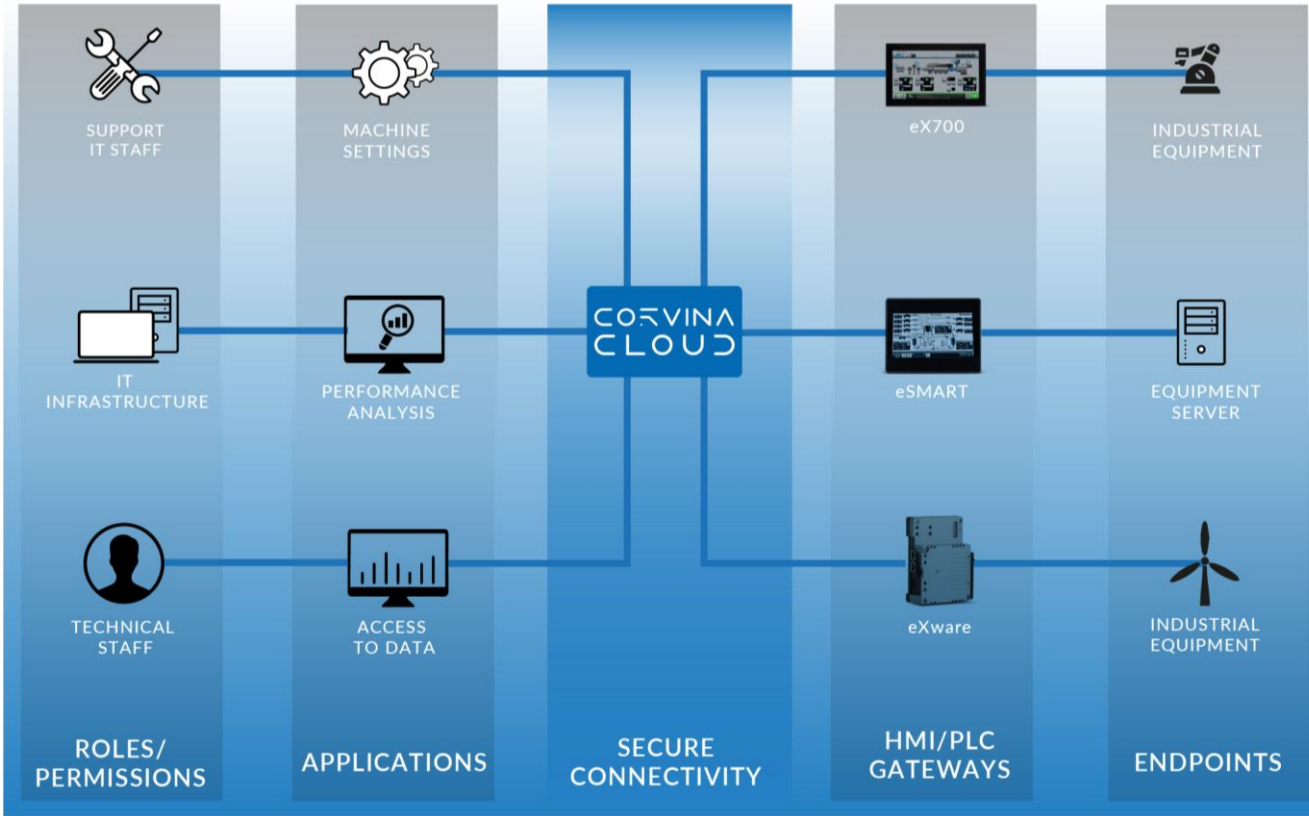 SUPPORT
IT STAFF
MACHINE
SETTINGS
eX700
INDUSTRIAL
EQUIPMENT
IT
INFRASTRUCTURE
PERFORMANCE
ANALYSIS
CORVINA
CLOUD
eSMART
EQUIPMENT
SERVER
TECHNICAL
STAFF
ACCESS
TO DATA
eXware
INDUSTRIAL
EQUIPMENT
ROLES/
PERMISSIONS
APPLICATIONS
SECURE
CONNECTIVITY
HMI/PLC
GATEWAYS
ENDPOINTS